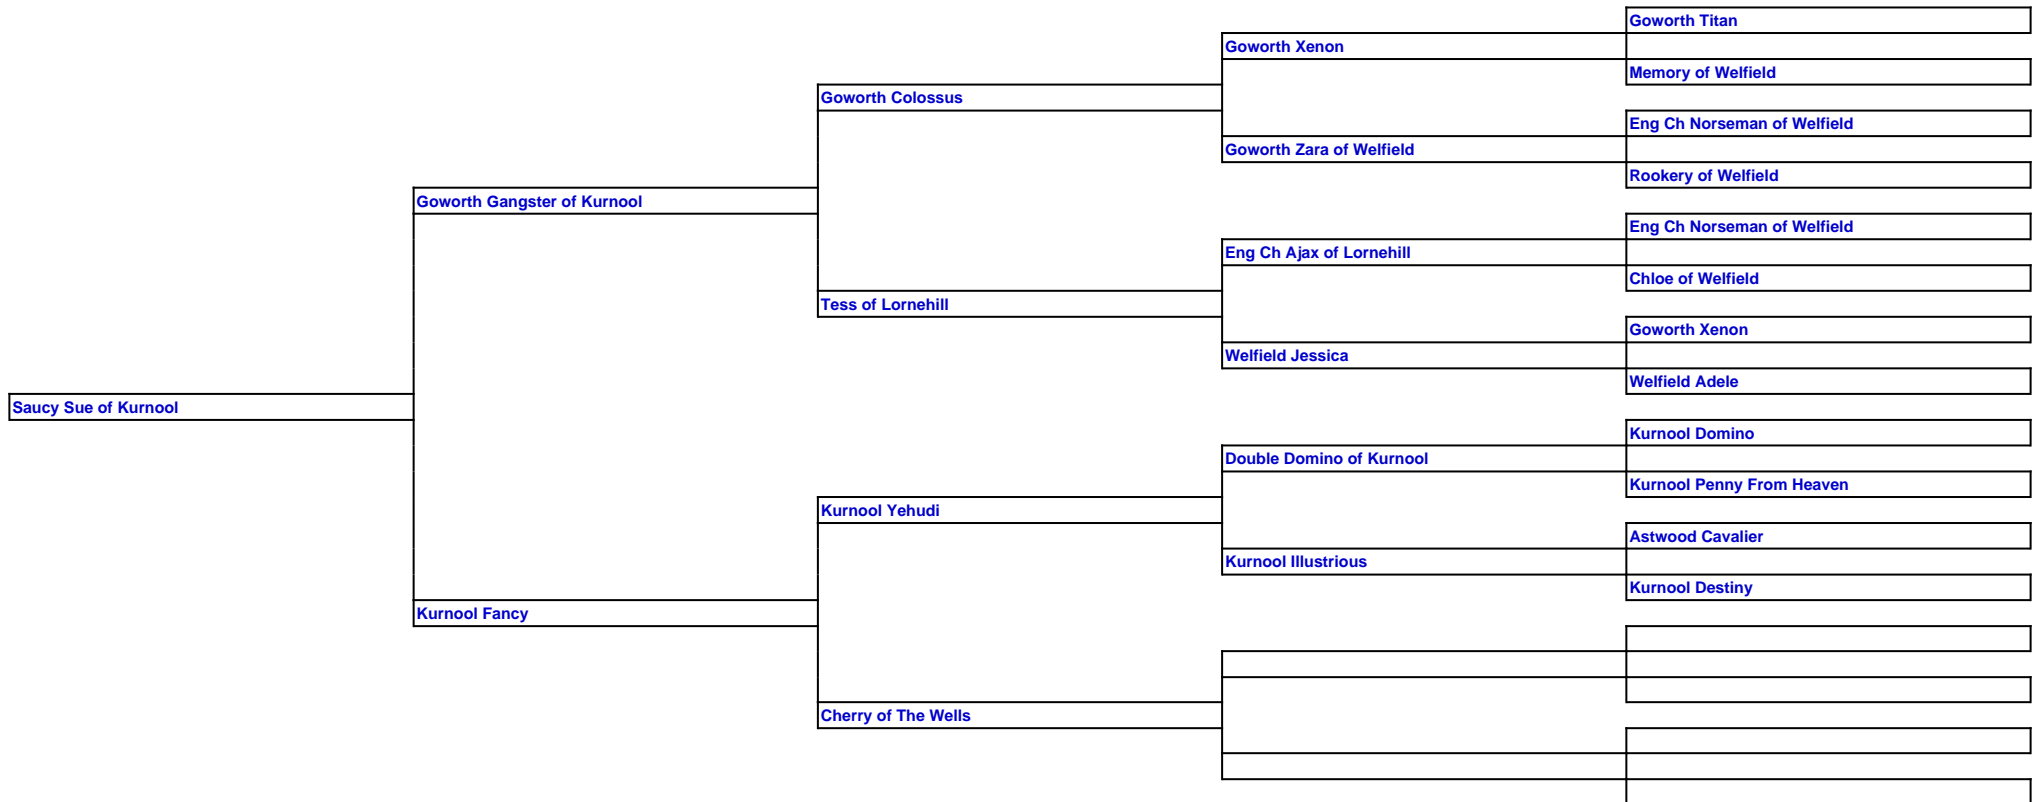 Goworth Titan
Goworth Xenon
Memory of Welfield
Goworth Colossus
Eng Ch Norseman of Welfield
Goworth Zara of Welfield
Rookery of Welfield
Goworth Gangster of Kurnool
Eng Ch Norseman of Welfield
Eng Ch Ajax of Lornehill
Chloe of Welfield
Tess of Lornehill
Goworth Xenon
Welfield Jessica
Welfield Adele
Saucy Sue of Kurnool
Kurnool Domino
Double Domino of Kurnool
Kurnool Penny From Heaven
Kurnool Yehudi
Astwood Cavalier
Kurnool Illustrious
Kurnool Destiny
Kurnool Fancy
Cherry of The Wells